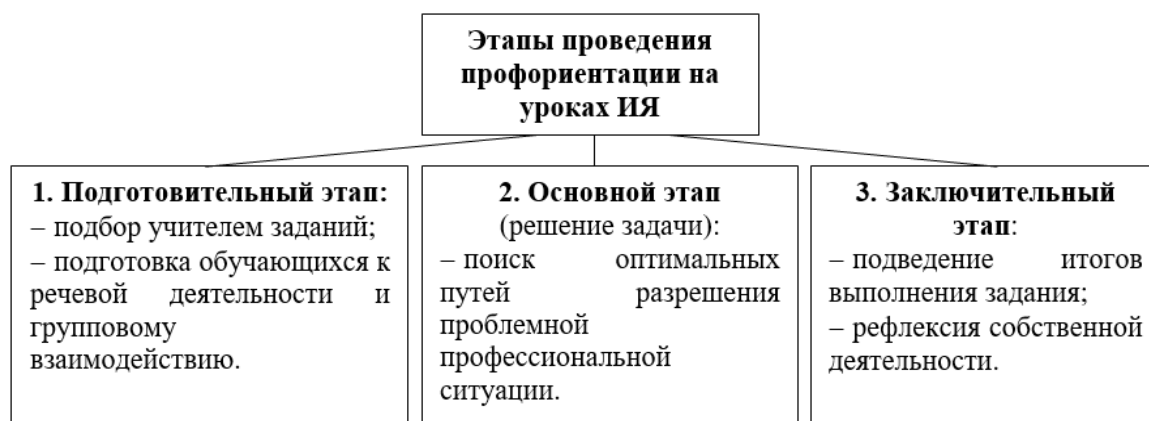 Этапы проведения
профориентации на
уроках ИЯ
1. Подготовительный этап:
– подбор учителем заданий;
– подготовка обучающихся к
речевой деятельности и
групповому
взаимодействию.
2. Основной этап
(решение задачи):
– поиск оптимальных
путей разрешения
проблемной
профессиональной
ситуации.
3. Заключительный
этап:
– подведение итогов
выполнения задания;
– рефлексия собственной
деятельности.